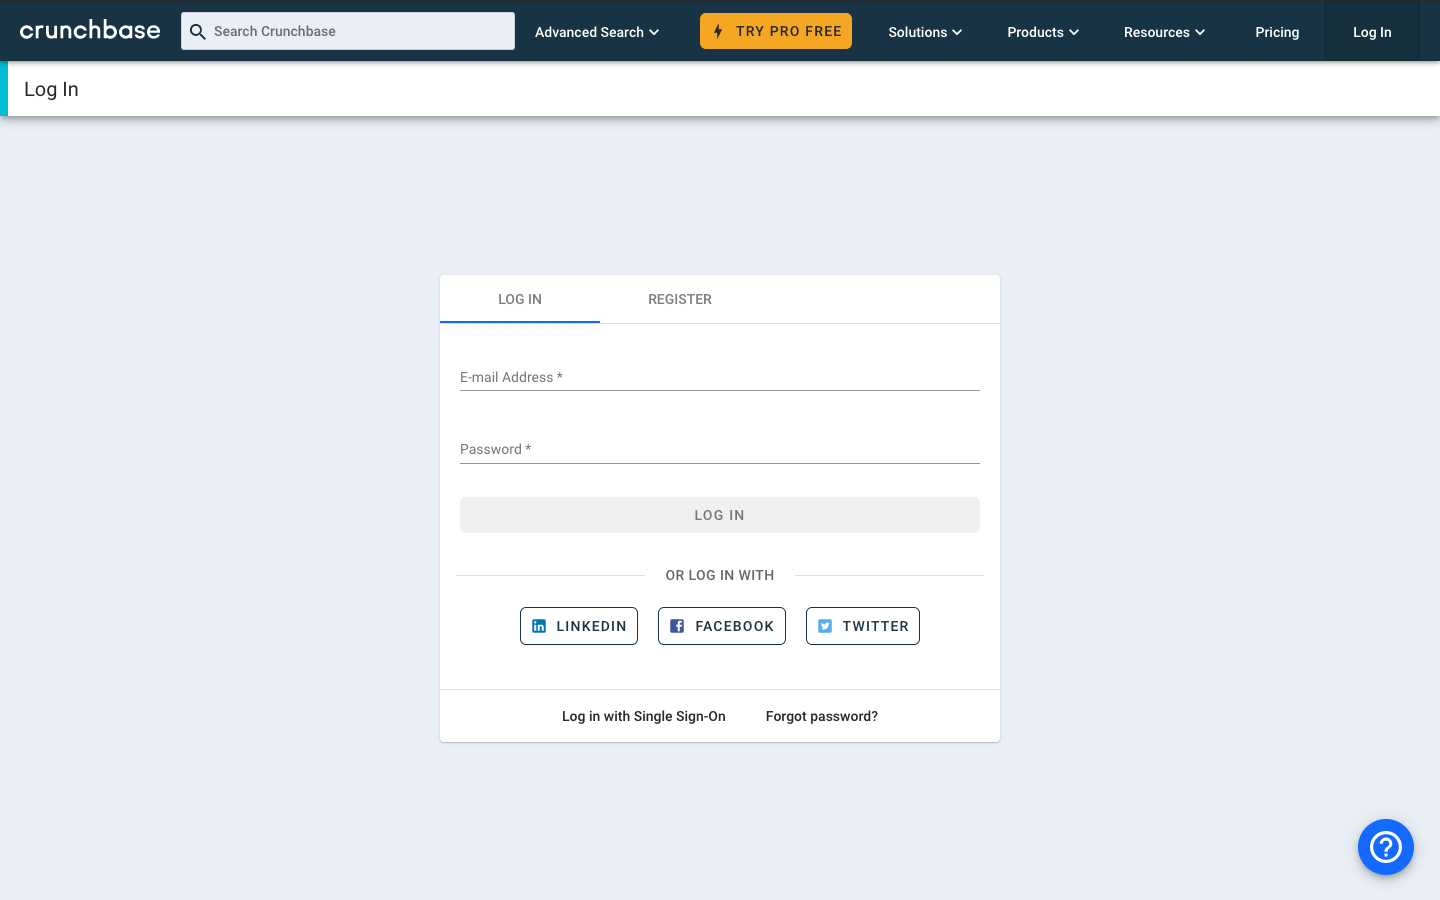 crunchbase
Search Crunchbase
Advanced Search
TRY PRO FREE
Solutions
Products
Resources
Pricing
Log In
Log In
LOG IN
REGISTER
E-mail Address *
Password *
LOG IN
OR LOG IN WITH
LINKEDIN
FACEBOOK
TWITTER
Log in with Single Sign-On
Forgot password?